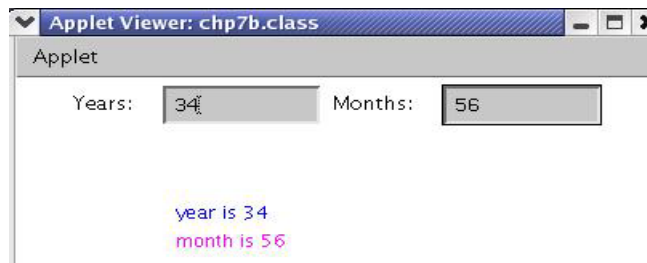 Applet Viewer: chp7b.class
Applet
Years: 34 Months: 56
year is 34
month is 56